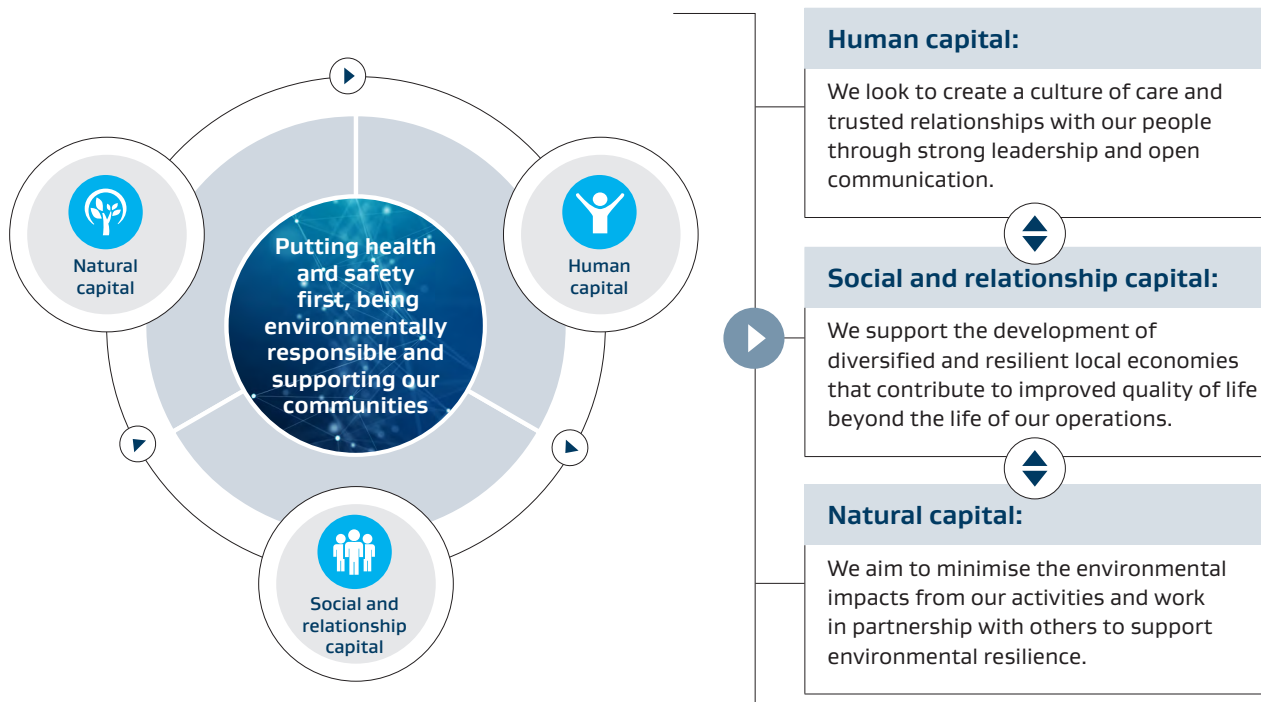 Natural
capital
Putting health
and safety
first, being
environmentally
responsible and
supporting our
communities
Human
capital
Social and
relationship
capital
Human capital:
We look to create a culture of care and
trusted relationships with our people
through strong leadership and open
communication.
Social and relationship capital:
We support the development of
diversified and resilient local economies
that contribute to improved quality of life
beyond the life of our operations.
Natural capital:
We aim to minimise the environmental
impacts from our activities and work
in partnership with others to support
environmental resilience.